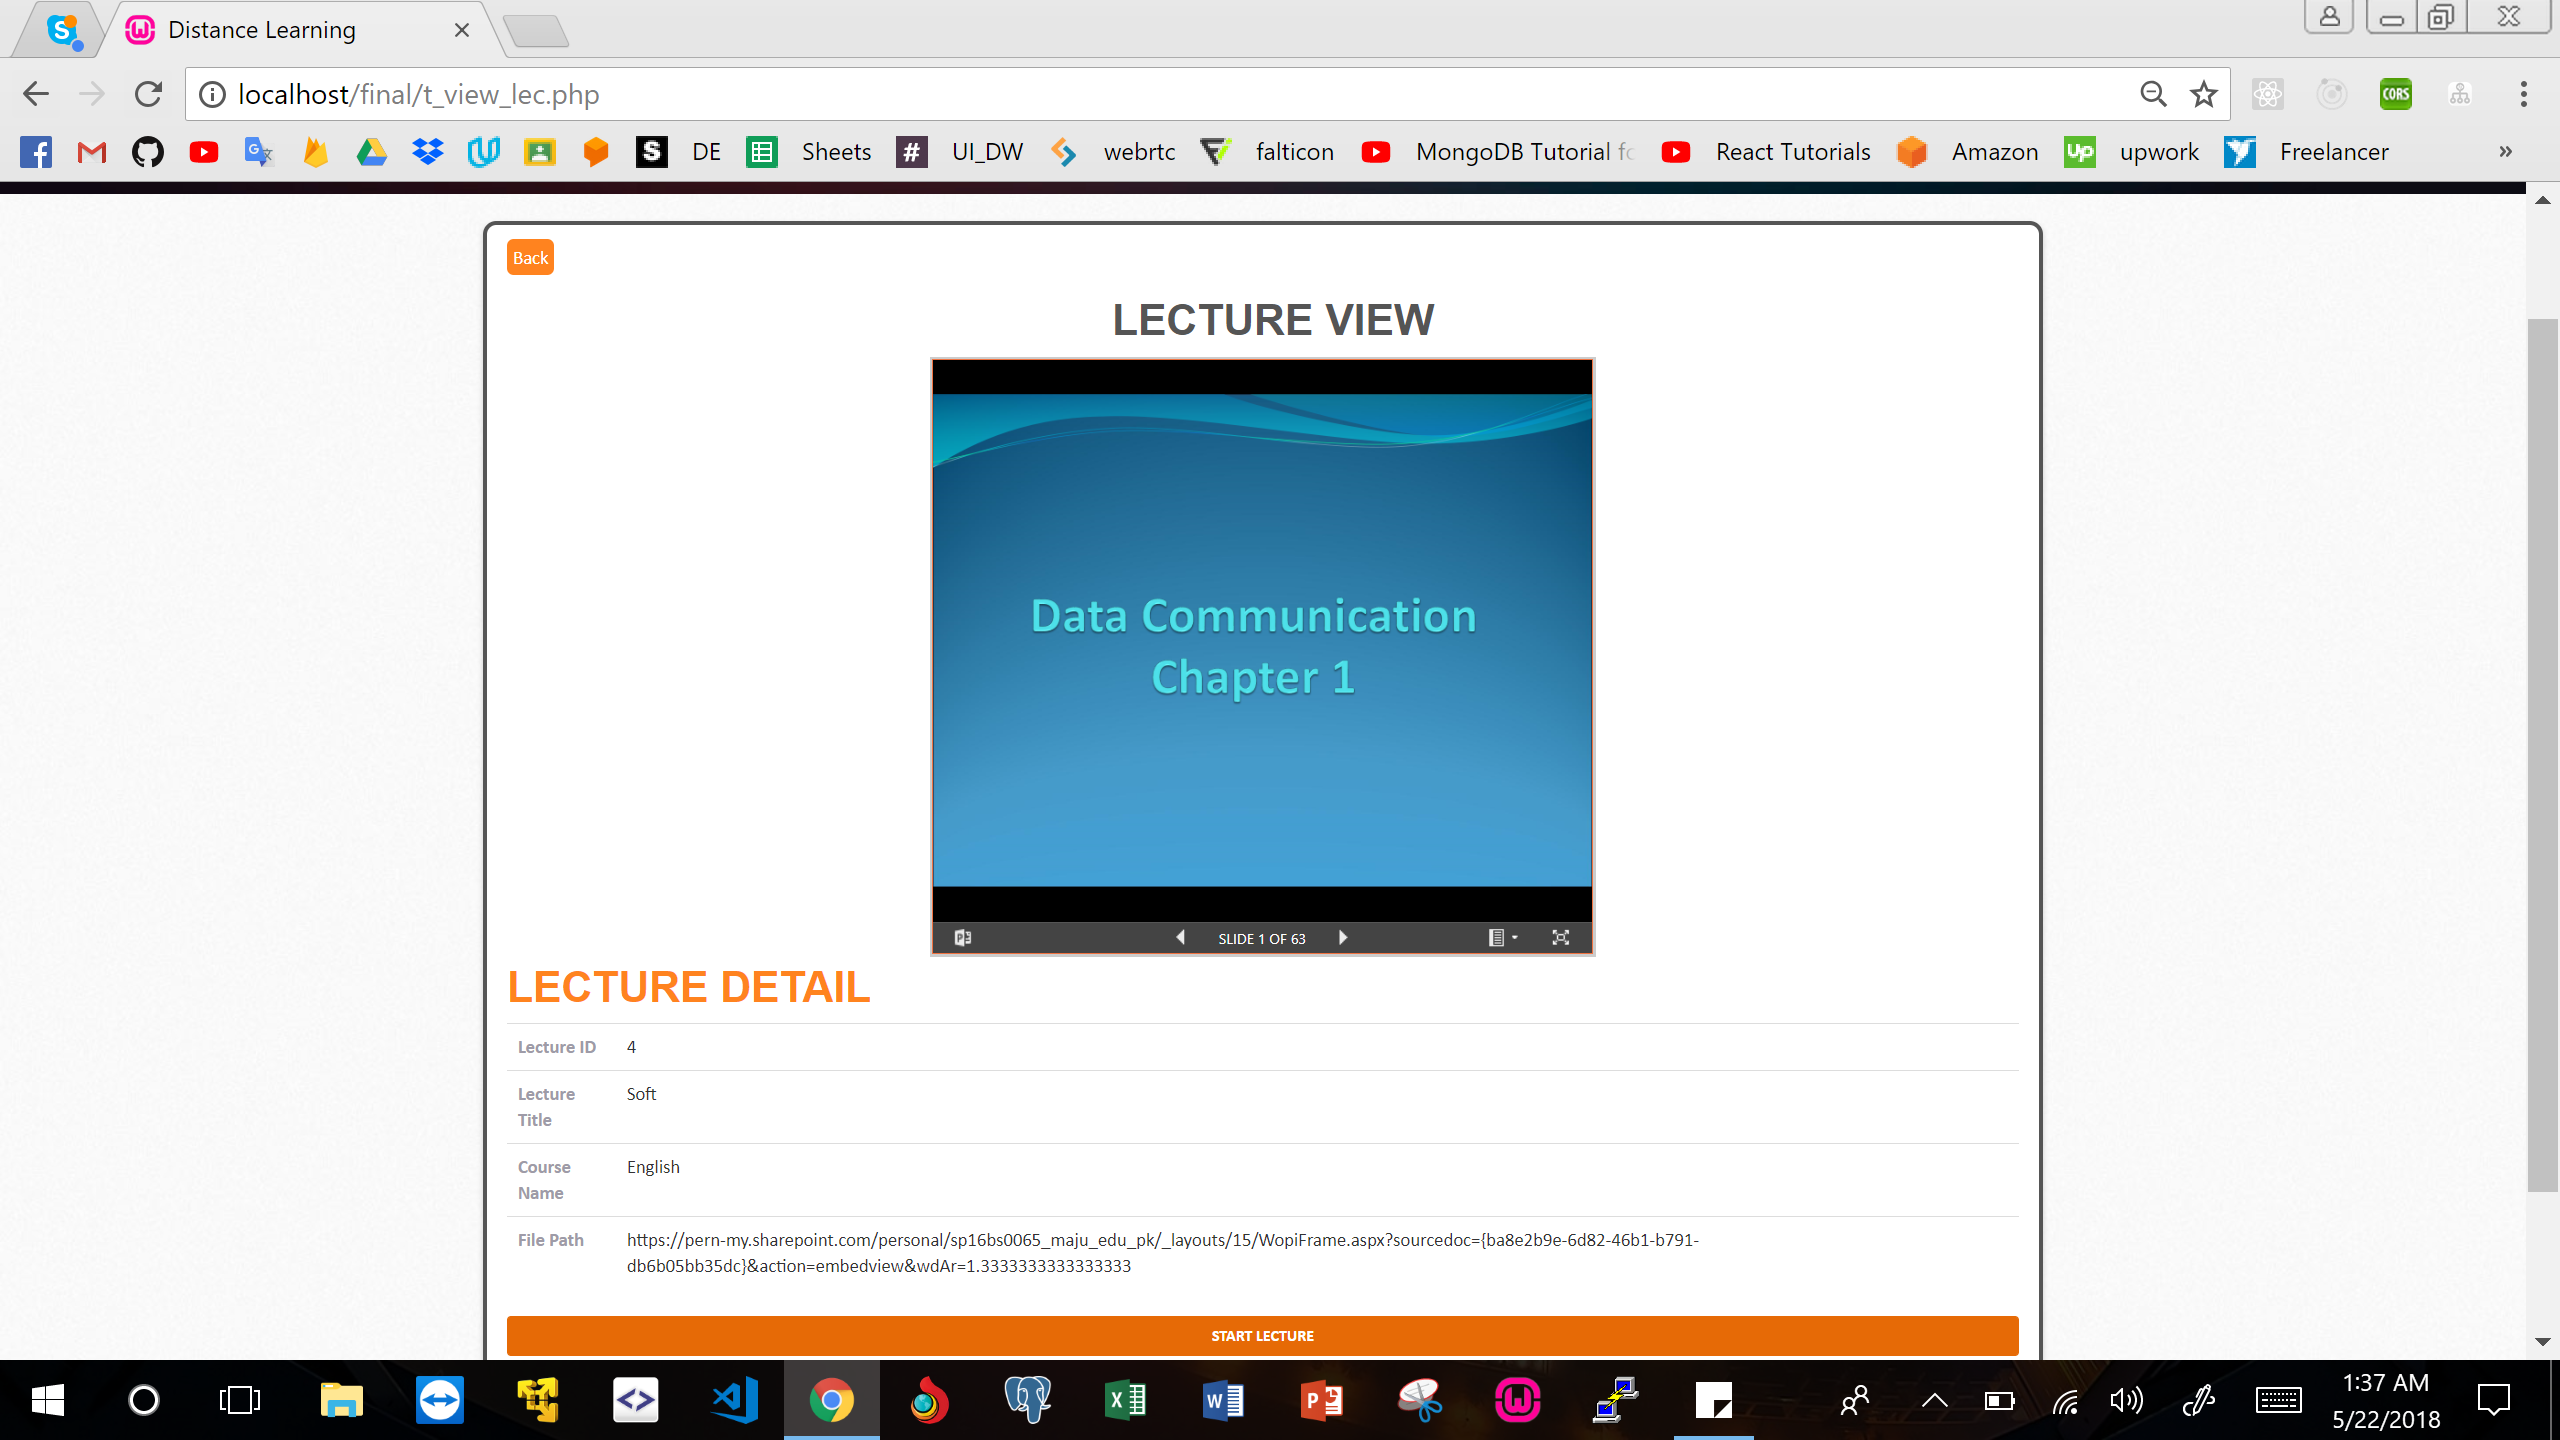 Distance Learning
localhost/final/t_view_lec.php
CORS
DE
Sheets
UI_DW
webrtc
falticon
MongoDB Tutorial fo
React Tutorials
Amazon
upwork
Freelancer
»
Back
LECTURE VIEW
Data Communication
Chapter 1
SLIDE 1 OF 63
LECTURE DETAIL
Lecture ID 4
Lecture Title Soft
Course Name English
File Path https://pern-my.sharepoint.com/personal/sp16bs0065_maju_edu_pk/_layouts/15/WopiFrame.aspx?sourcedoc={ba8e2b9e-6d82-46b1-b791-
db6b05bb35dc}&action=embedview&wdAr=1.3333333333333333
START LECTURE
1:37 AM
5/22/2018